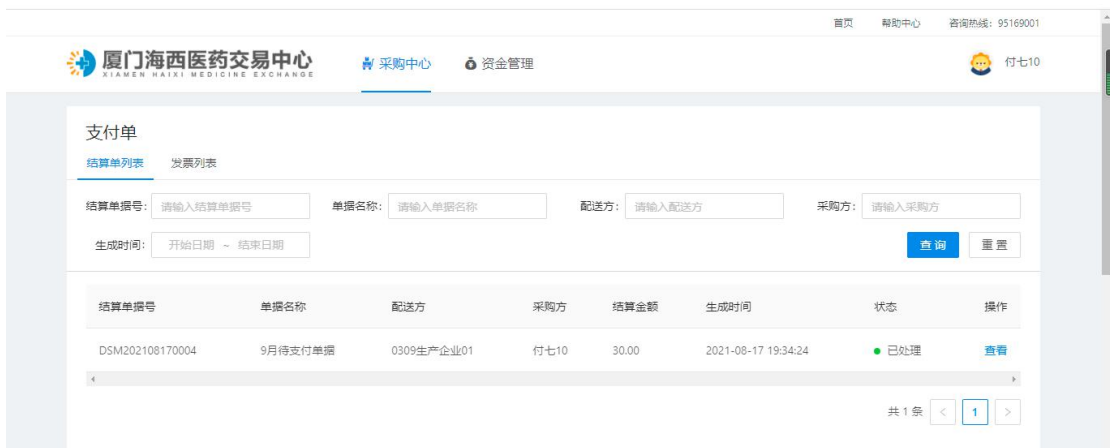 首页 帮助中心 咨询热线：95169001
厦门海西医药交易中心 采购中心 资金管理 付七10
XIAMEN HAIXI MEDICINE EXCHANGE
支付单
结算单列表 发票列表
结算单据号： 请输入结算单据号 单据名称： 请输入单据名称 配送方： 请输入配送方 采购方： 请输入采购方
生成时间： 开始日期 ~ 结束日期 查询 重置
结算单据号 单据名称 配送方 采购方 结算金额 生成时间 状态 操作
DSM202108170004 9月待支付单据 0309生产企业01 付七10 30.00 2021-08-17 19:34:24 已处理 查看
共 1 条 < 1 >